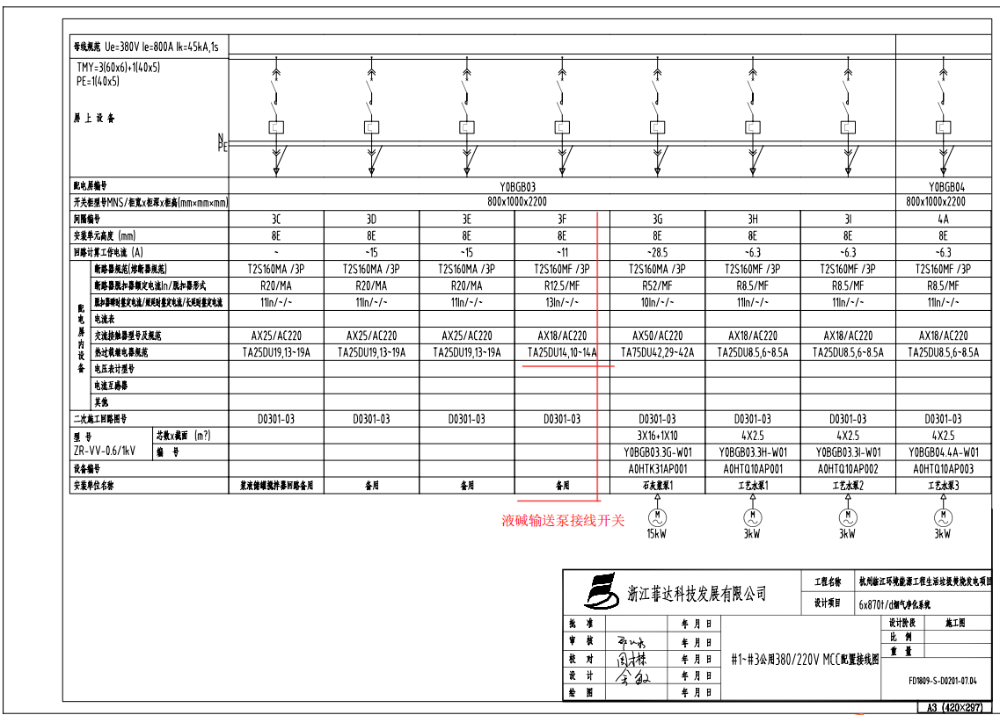 母线规范 Ue=380V Ie=800A Ik=45kA,1s
TMY=3(60x6)+1(40x5)
PE=1(40x5)
屏 上 设 备
N
PE
配电屏编号 Y0BGB03 Y0BGB04
开关柜型号MNS/柜宽x柜深x柜高(mm×mm×mm) 800x1000x2200 800x1000x2200
间隔编号 3C 3D 3E 3F 3G 3H 3I 4A
安装单元高度 (mm) 8E 8E 8E 8E 8E 8E 8E 8E
回路计算工作电流 (A) ~ ~15 ~15 ~11 ~28.5 ~6.3 ~6.3 ~6.3
配电屏内设备
断路器规范(熔断器规范) T2S160MA /3P T2S160MA /3P T2S160MA /3P T2S160MF /3P T2S160MA /3P T2S160MF /3P T2S160MF /3P T2S160MF /3P
断路器脱扣器额定电流In/脱扣器形式 R20/MA R20/MA R20/MA R12.5/MF R52/MF R8.5/MF R8.5/MF R8.5/MF
脱扣器瞬时整定电流/短延时整定电流/长延时整定电流 11In/~/~ 11In/~/~ 11In/~/~ 13In/~/~ 10In/~/~ 11In/~/~ 11In/~/~ 11In/~/~
电流表
交流接触器型号及规范 AX25/AC220 AX25/AC220 AX25/AC220 AX18/AC220 AX50/AC220 AX18/AC220 AX18/AC220 AX18/AC220
热过载继电器规范 TA25DU19,13~19A TA25DU19,13~19A TA25DU19,13~19A TA25DU14,10~14A TA75DU42,29~42A TA25DU8.5,6~8.5A TA25DU8.5,6~8.5A TA25DU8.5,6~8.5A
电压表计型号
电流互感器
其他
二次施工回路图号 D0301-03 D0301-03 D0301-03 D0301-03 D0301-03 D0301-03 D0301-03 D0301-03
型 号
ZR-VV-0.6/1kV
芯数x截面 (m?) 3X16+1X10 4X2.5 4X2.5 4X2.5
编 号 Y0BGB03.3G-W01 Y0BGB03.3H-W01 Y0BGB03.3I-W01 Y0BGB04.4A-W01
设备编号 A0HTK31AP001 A0HTQ10AP001 A0HTQ10AP002 A0HTQ10AP003
安装单位名称 浆液储罐搅拌器回路备用 备用 备用 备用 石灰浆泵1 工艺水泵1 工艺水泵2 工艺水泵3
液碱输送泵接线开关
M M M M
15kW 3kW 3kW 3kW
浙江菲达科技发展有限公司
工程名称 杭州临江环境能源工程生活垃圾焚烧发电项目
设计项目 6x870t/d烟气净化系统
批 准 年 月 日
审 核 年 月 日
校 对 年 月 日
设 计 年 月 日
绘 图 年 月 日
#1~#3公用380/220V MCC配置接线图
设计阶段 施工图
比 例
重 量
FD1809-S-D0201-07.04
A3 (420×297)